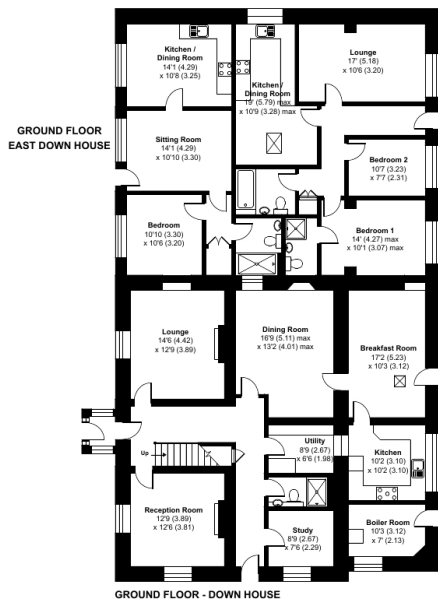 Kitchen /
Dining Room
14'1 (4.29)
x 10'8 (3.25)
Kitchen /
Dining Room
19' (5.79) max
x 10'9 (3.28) max
Lounge
17' (5.18)
x 10'6 (3.20)
GROUND FLOOR
EAST DOWN HOUSE
Sitting Room
14'1 (4.29)
x 10'10 (3.30)
Bedroom 2
10'7 (3.23)
x 7'7 (2.31)
Bedroom
10'10 (3.30)
x 10'6 (3.20)
Bedroom 1
14' (4.27) max
x 10'1 (3.07) max
Lounge
14'6 (4.42)
x 12'9 (3.89)
Dining Room
16'9 (5.11) max
x 13'2 (4.01) max
Breakfast Room
17'2 (5.23)
x 10'3 (3.12)
Up
Utility
8'9 (2.67)
x 6'6 (1.98)
Kitchen
10'2 (3.10)
x 10'2 (3.10)
Reception Room
12'9 (3.89)
x 12'6 (3.81)
Study
8'9 (2.67)
x 7'6 (2.29)
Boiler Room
10'3 (3.12)
x 7' (2.13)
GROUND FLOOR - DOWN HOUSE